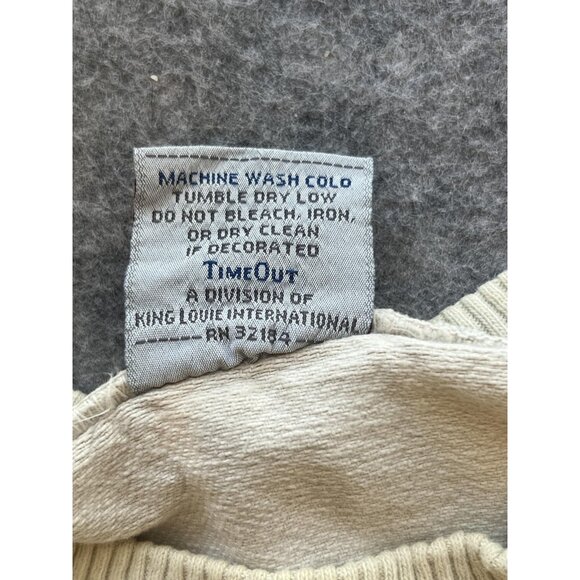 MACHINE WASH COLD
TUMBLE DRY LOW
DO NOT BLEACH, IRON,
OR DRY CLEAN
IF DECORATED
TIMEOUT
A DIVISION OF
KING LOUIE INTERNATIONAL
RN 32184